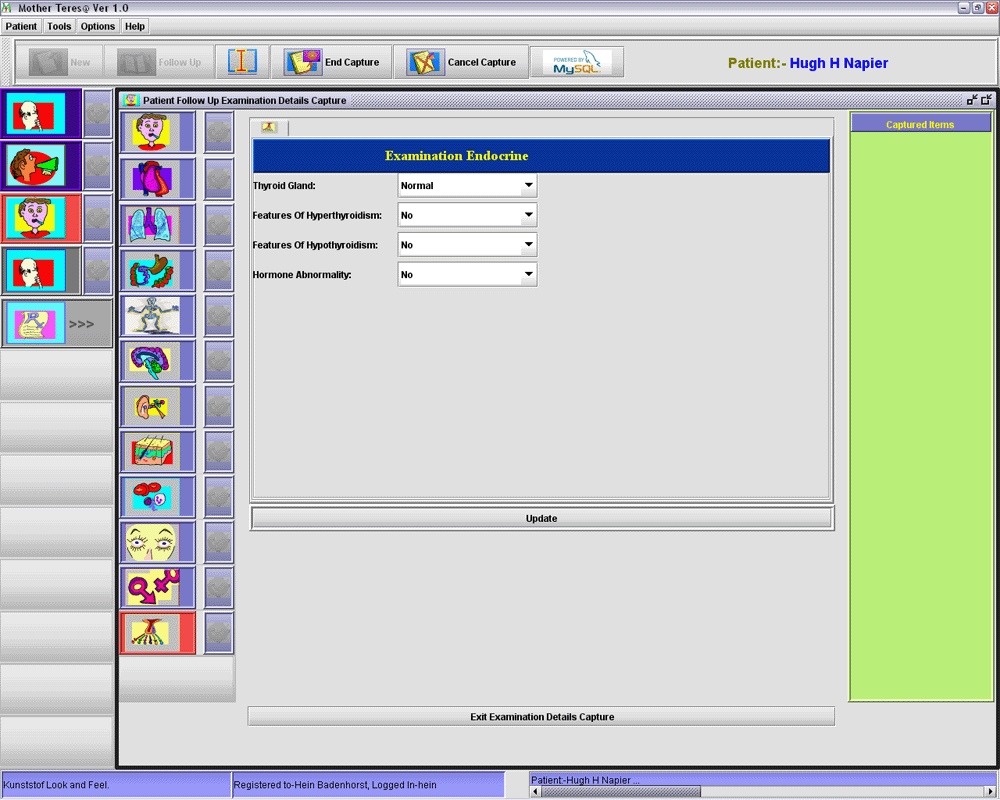 Mother Teres@ Ver 1.0
Patient Tools Options Help
New Follow Up End Capture Cancel Capture POWERED BY MySQL Patient:- Hugh H Napier
Patient Follow Up Examination Details Capture
Captured Items
Examination Endocrine
Thyroid Gland: Normal
Features Of Hyperthyroidism: No
Features Of Hypothyroidism: No
Hormone Abnormality: No
>>>
Update
Exit Examination Details Capture
Kunststof Look and Feel. Registered to-Hein Badenhorst, Logged In-hein Patient:-Hugh H Napier ...